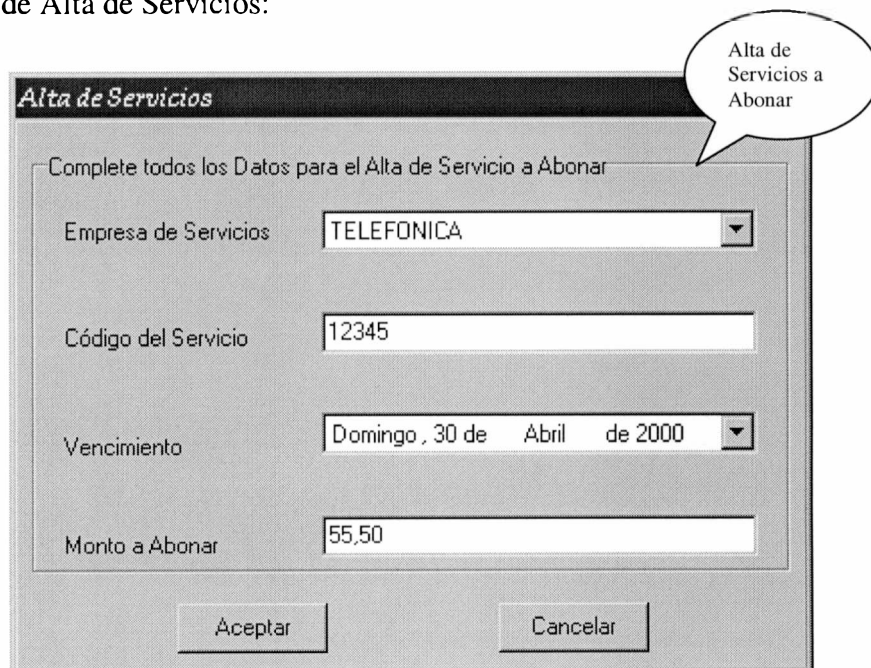 de Alta de Servicios:
Alta de
Servicios a
Abonar
Alta de Servicios
Complete todos los Datos para el Alta de Servicio a Abonar
Empresa de Servicios TELEFONICA
Código del Servicio 12345
Vencimiento Domingo , 30 de Abril de 2000
Monto a Abonar 55,50
Aceptar Cancelar